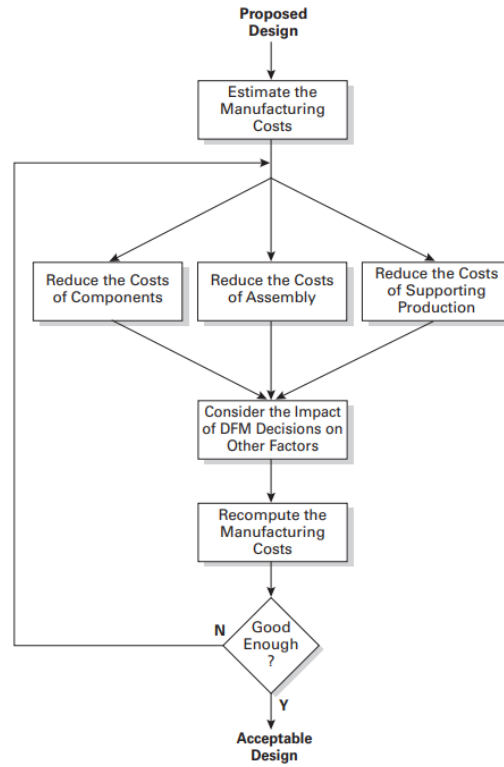 Proposed
Design
Estimate the
Manufacturing
Costs
Reduce the Costs
of Components
Reduce the Costs
of Assembly
Reduce the Costs
of Supporting
Production
Consider the Impact
of DFM Decisions on
Other Factors
Recompute the
Manufacturing
Costs
N
Good
Enough
?
Y
Acceptable
Design